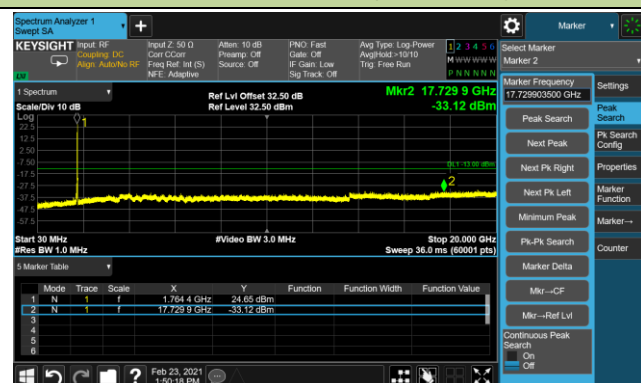 Spectrum Analyzer 1
Swept SA
+
Marker
KEYSIGHT
Input: RF
Coupling: DC
Align: Auto/No RF
Input Z: 50 Ω
Corr CCorr
Freq Ref: Int (S)
NFE: Adaptive
Atten: 10 dB
Preamp: Off
Source: Off
PNO: Fast
Gate: Off
IF Gain: Low
Sig Track: Off
Avg Type: Log-Power
Avg|Hold:>10/10
Trig: Free Run
1 2 3 4 5 6
M W W W W W
P N N N N N
LV
Select Marker
Marker 2
1 Spectrum
Scale/Div 10 dB
Ref Lvl Offset 32.50 dB
Ref Level 32.50 dBm
Mkr2 17.729 9 GHz
-33.12 dBm
Log
22.5
12.5
2.50
-7.50
-17.5
-27.5
-37.5
-47.5
-57.5
1
DL1 -13.00 dBm
2
Start 30 MHz
#Res BW 1.0 MHz
#Video BW 3.0 MHz
Stop 20.000 GHz
Sweep 36.0 ms (60001 pts)
5 Marker Table
Mode Trace Scale X Y Function Function Width Function Value
1 N 1 f 1.764 4 GHz 24.65 dBm
2 N 1 f 17.729 9 GHz -33.12 dBm
3
4
5
6
Marker Frequency
17.729903500 GHz
Peak Search
Next Peak
Next Pk Right
Next Pk Left
Minimum Peak
Pk-Pk Search
Marker Delta
Mkr→CF
Mkr→Ref Lvl
Continuous Peak
Search
On
Off
Settings
Peak
Search
Pk Search
Config
Properties
Marker
Function
Marker→
Counter
?
Feb 23, 2021
1:50:18 PM